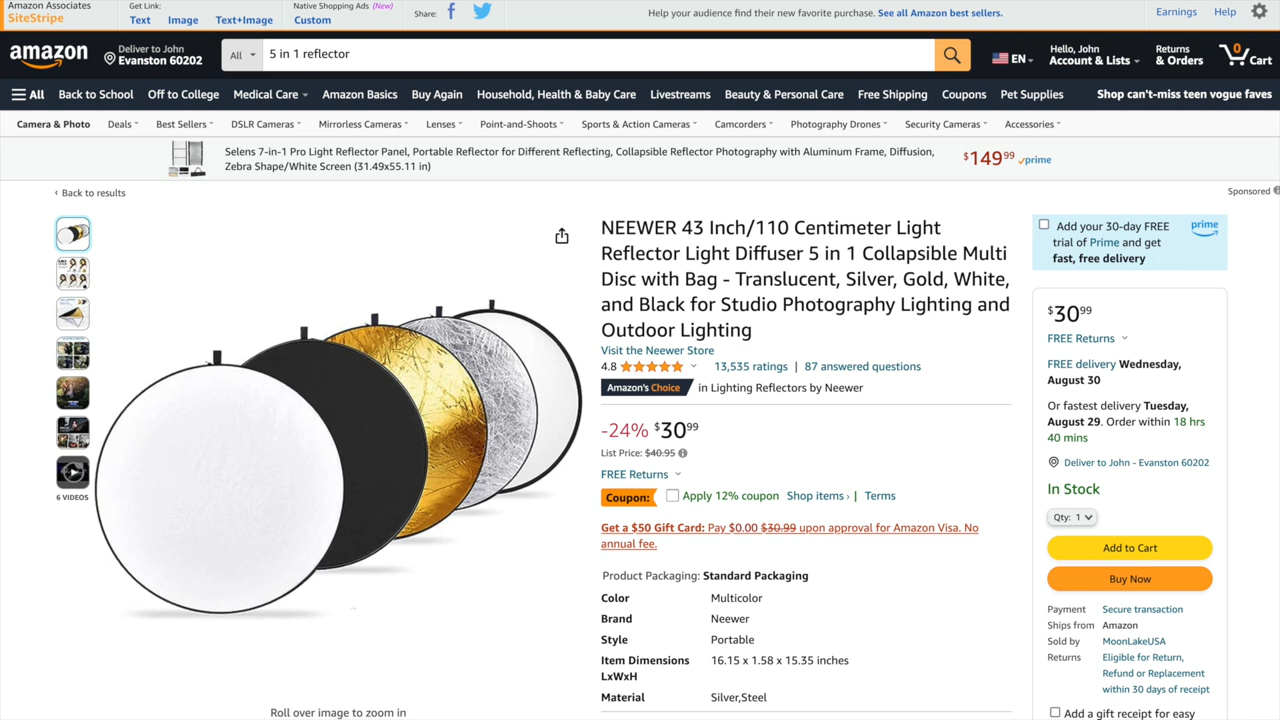 Amazon Associates
SiteStripe
Get Link:
Text Image Text+Image
Native Shopping Ads (New)
Custom
Share:
Help your audience find their new favorite purchase. See all Amazon best sellers.
Earnings Help
amazon
Deliver to John
Evanston 60202
All
5 in 1 reflector
EN
Hello, John
Account & Lists
Returns
& Orders
0
Cart
All Back to School Off to College Medical Care Amazon Basics Buy Again Household, Health & Baby Care Livestreams Beauty & Personal Care Free Shipping Coupons Pet Supplies Shop can't-miss teen vogue faves
Camera & Photo Deals Best Sellers DSLR Cameras Mirrorless Cameras Lenses Point-and-Shoots Sports & Action Cameras Camcorders Photography Drones Security Cameras Accessories
Selens 7-in-1 Pro Light Reflector Panel, Portable Reflector for Different Reflecting, Collapsible Reflector Photography with Aluminum Frame, Diffusion,
Zebra Shape/White Screen (31.49x55.11 in)
$149 99 prime
‹ Back to results
Sponsored
6 VIDEOS
Roll over image to zoom in
NEEWER 43 Inch/110 Centimeter Light
Reflector Light Diffuser 5 in 1 Collapsible Multi
Disc with Bag - Translucent, Silver, Gold, White,
and Black for Studio Photography Lighting and
Outdoor Lighting
Visit the Neewer Store
4.8 13,535 ratings | 87 answered questions
Amazon's Choice in Lighting Reflectors by Neewer
-24% $30 99
List Price: $40.95
FREE Returns
Coupon: Apply 12% coupon Shop items › | Terms
Get a $50 Gift Card: Pay $0.00 $30.99 upon approval for Amazon Visa. No
annual fee.
Product Packaging: Standard Packaging
Color Multicolor
Brand Neewer
Style Portable
Item Dimensions 16.15 x 1.58 x 15.35 inches
LxWxH
Material Silver,Steel
Add your 30-day FREE
trial of Prime and get
fast, free delivery
prime
$30 99
FREE Returns
FREE delivery Wednesday,
August 30
Or fastest delivery Tuesday,
August 29. Order within 18 hrs
40 mins
Deliver to John - Evanston 60202
In Stock
Qty: 1
Add to Cart
Buy Now
Payment Secure transaction
Ships from Amazon
Sold by MoonLakeUSA
Returns Eligible for Return,
Refund or Replacement
within 30 days of receipt
Add a gift receipt for easy